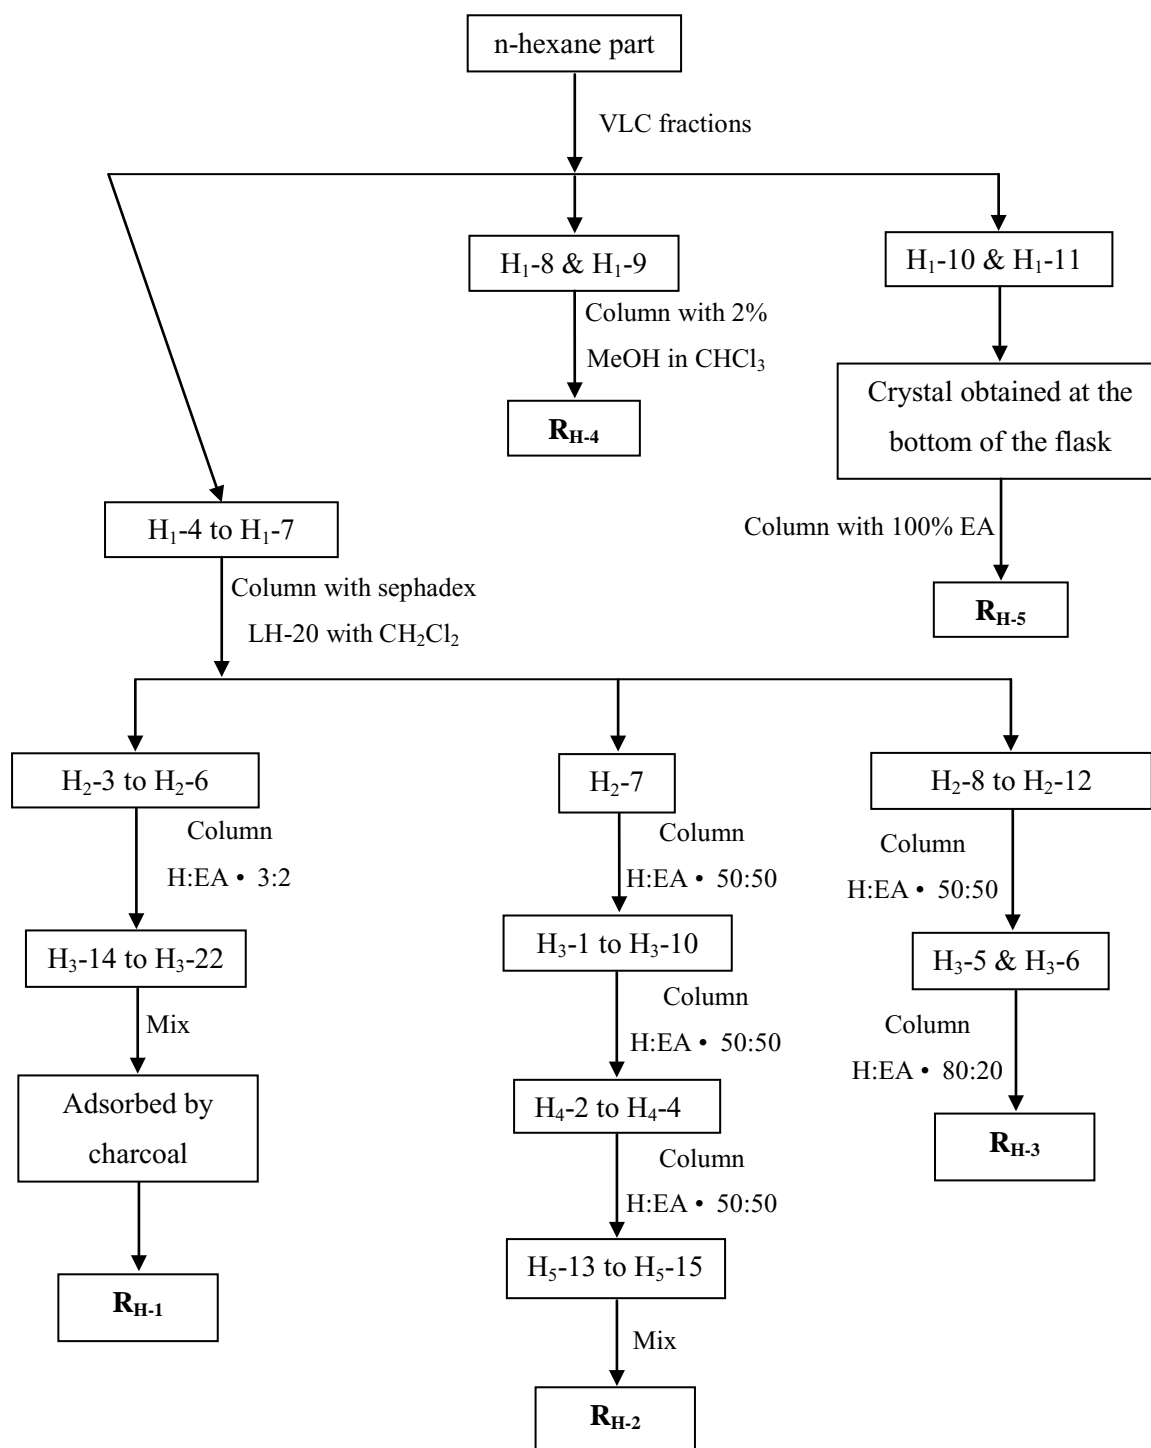 n-hexane part
VLC fractions
H₁-8 & H₁-9
H₁-10 & H₁-11
Column with 2%
MeOH in CHCl₃
R_H-4
Crystal obtained at the
bottom of the flask
Column with 100% EA
R_H-5
H₁-4 to H₁-7
Column with sephadex
LH-20 with CH₂Cl₂
H₂-3 to H₂-6
H₂-7
H₂-8 to H₂-12
Column
H:EA • 3:2
Column
H:EA • 50:50
Column
H:EA • 50:50
H₃-14 to H₃-22
H₃-1 to H₃-10
H₃-5 & H₃-6
Mix
Column
H:EA • 50:50
Column
H:EA • 80:20
Adsorbed by
charcoal
H₄-2 to H₄-4
R_H-3
Column
H:EA • 50:50
H₅-13 to H₅-15
R_H-1
Mix
R_H-2